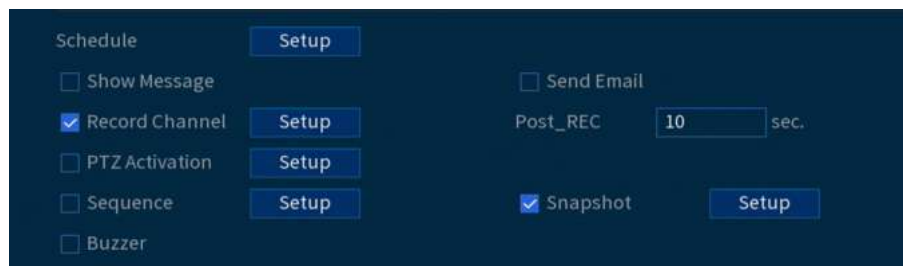 Schedule Setup
Show Message Send Email
Record Channel Setup Post_REC 10 sec.
PTZ Activation Setup
Sequence Setup Snapshot Setup
Buzzer